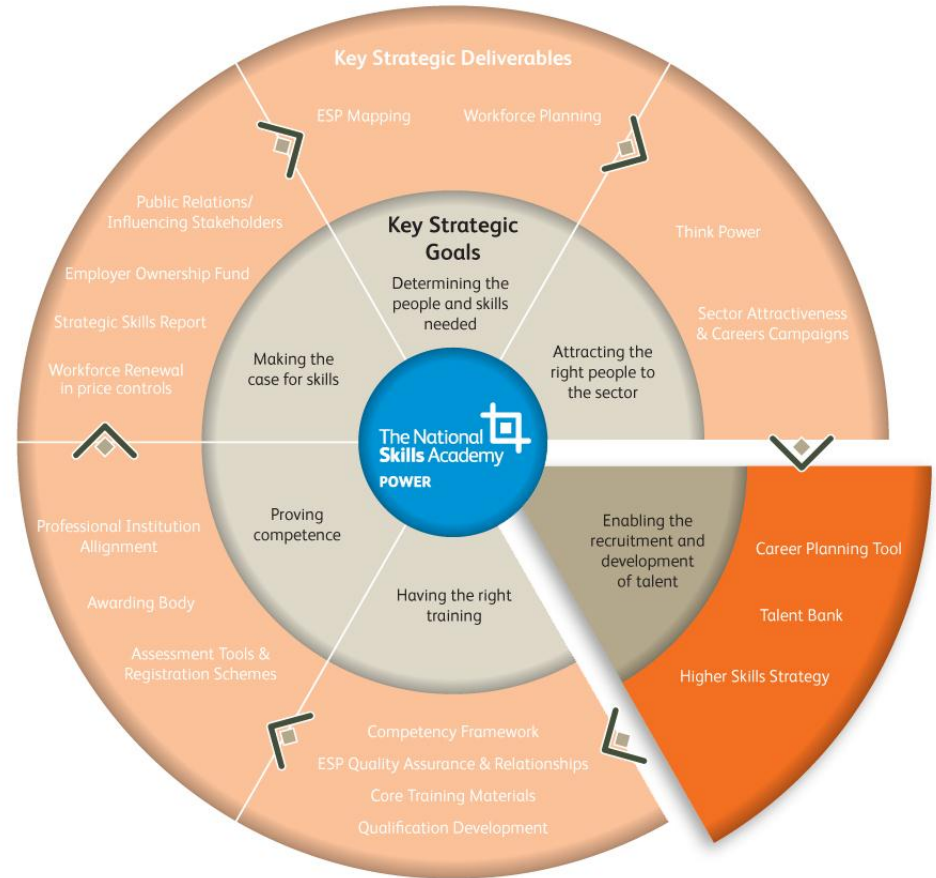 Key Strategic Deliverables
ESP Mapping
Workforce Planning
Think Power
Sector Attractiveness
& Careers Campaigns
Career Planning Tool
Talent Bank
Higher Skills Strategy
Competency Framework
ESP Quality Assurance & Relationships
Core Training Materials
Qualification Development
Professional Institution
Allignment
Awarding Body
Assessment Tools &
Registration Schemes
Public Relations/
Influencing Stakeholders
Employer Ownership Fund
Strategic Skills Report
Workforce Renewal
in price controls
Key Strategic
Goals
Determining the
people and skills
needed
Attracting the
right people to
the sector
Enabling the
recruitment and
development
of talent
Having the right
training
Proving
competence
Making the
case for skills
The National
Skills Academy
POWER